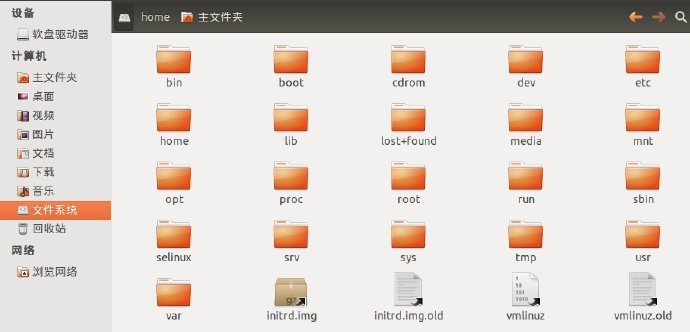 设备
软盘驱动器
计算机
主文件夹
桌面
视频
图片
文档
下载
音乐
文件系统
回收站
网络
浏览网络
home 主文件夹
bin boot cdrom dev etc
home lib lost+found media mnt
opt proc root run sbin
selinux srv sys tmp usr
var initrd.img initrd.img.old vmlinuz vmlinuz.old